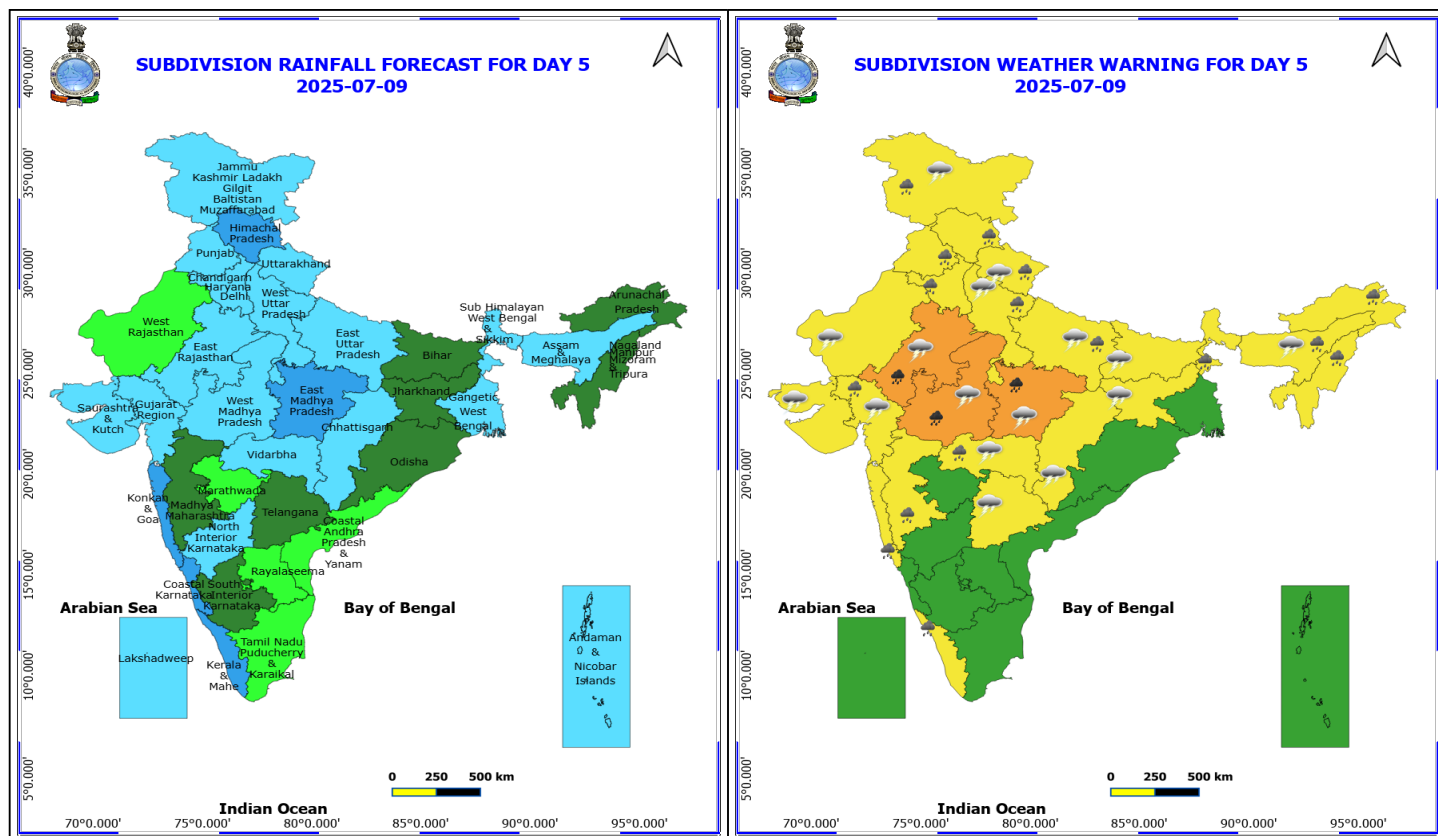 SUBDIVISION RAINFALL FORECAST FOR DAY 5
2025-07-09
40°0.000'
35°0.000'
30°0.000'
25°0.000'
20°0.000'
15°0.000'
10°0.000'
5°0.000'
Jammu
Kashmir Ladakh
Gilgit
Baltistan
Muzaffarabad
Himachal
Pradesh
Punjab
Uttarakhand
Chandigarh
Haryana
Delhi
West
Uttar
Pradesh
West
Rajasthan
East
Rajasthan
East
Uttar
Pradesh
Bihar
Sub Himalayan
West Bengal
&
Sikkim
Arunachal
Pradesh
Assam
&
Meghalaya
Nagaland
Manipur
Mizoram
&
Tripura
Saurashtra
&
Kutch
Gujarat
Region
West
Madhya
Pradesh
East
Madhya
Pradesh
Jharkhand
Gangetic
West
Bengal
Chhattisgarh
Vidarbha
Odisha
Konkan
&
Goa
Madhya
Maharashtra
Marathwada
Telangana
North
Interior
Karnataka
Coastal
Andhra
Pradesh
&
Yanam
Rayalaseema
Coastal
Karnataka
South
Interior
Karnataka
Arabian Sea
Bay of Bengal
Lakshadweep
Kerala
&
Mahe
Tamil Nadu
Puducherry
&
Karaikal
Andaman
&
Nicobar
Islands
0 250 500 km
Indian Ocean
70°0.000' 75°0.000' 80°0.000' 85°0.000' 90°0.000' 95°0.000'
SUBDIVISION WEATHER WARNING FOR DAY 5
2025-07-09
40°0.000'
35°0.000'
30°0.000'
25°0.000'
20°0.000'
15°0.000'
10°0.000'
5°0.000'
Arabian Sea
Bay of Bengal
0 250 500 km
Indian Ocean
70°0.000' 75°0.000' 80°0.000' 85°0.000' 90°0.000' 95°0.000'